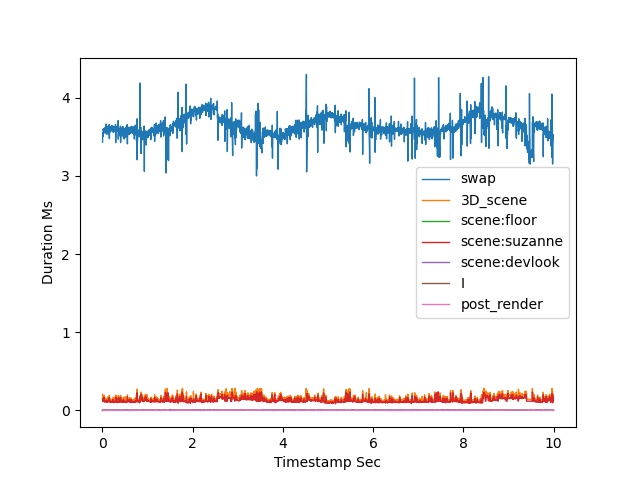 4
3
2
1
0
Duration Ms
swap
3D_scene
scene:floor
scene:suzanne
scene:devlook
I
post_render
0 2 4 6 8 10
Timestamp Sec